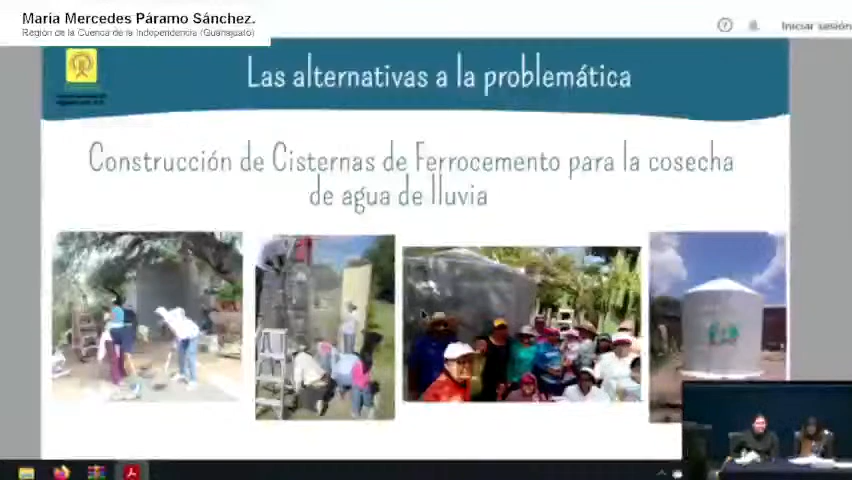 María Mercedes Páramo Sánchez.
Región de la Cuenca de la Independencia (Guanajuato)
Iniciar sesión
Las alternativas a la problemática
Construcción de Cisternas de Ferrocemento para la cosecha
de agua de lluvia